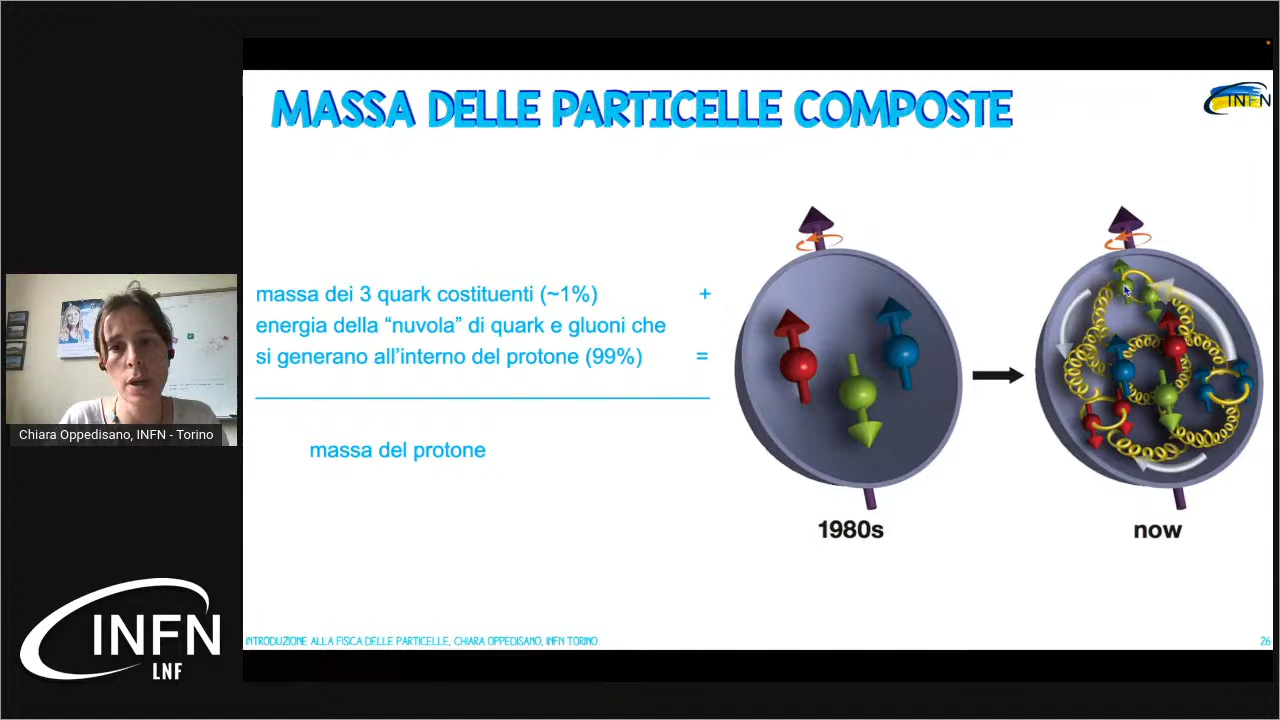 MASSA DELLE PARTICELLE COMPOSTE
INFN
massa dei 3 quark costituenti (~1%) +
energia della “nuvola” di quark e gluoni che
si generano all’interno del protone (99%) =
massa del protone
1980s
now
Chiara Oppedisano, INFN - Torino
INFN
LNF
INTRODUZIONE ALLA FISICA DELLE PARTICELLE, CHIARA OPPEDISANO, INFN TORINO
26